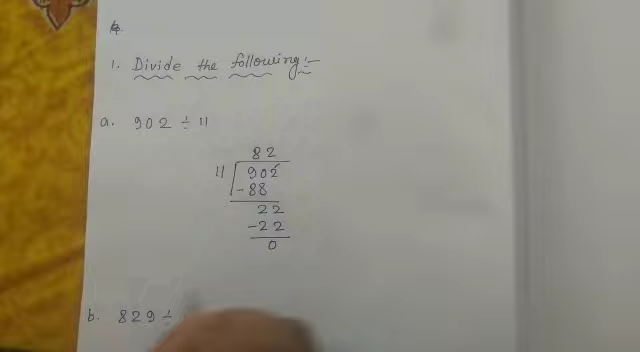 1. Divide the following:-
a. 902 ÷ 11
82
11 902
-88
22
-22
0
b. 829 ÷